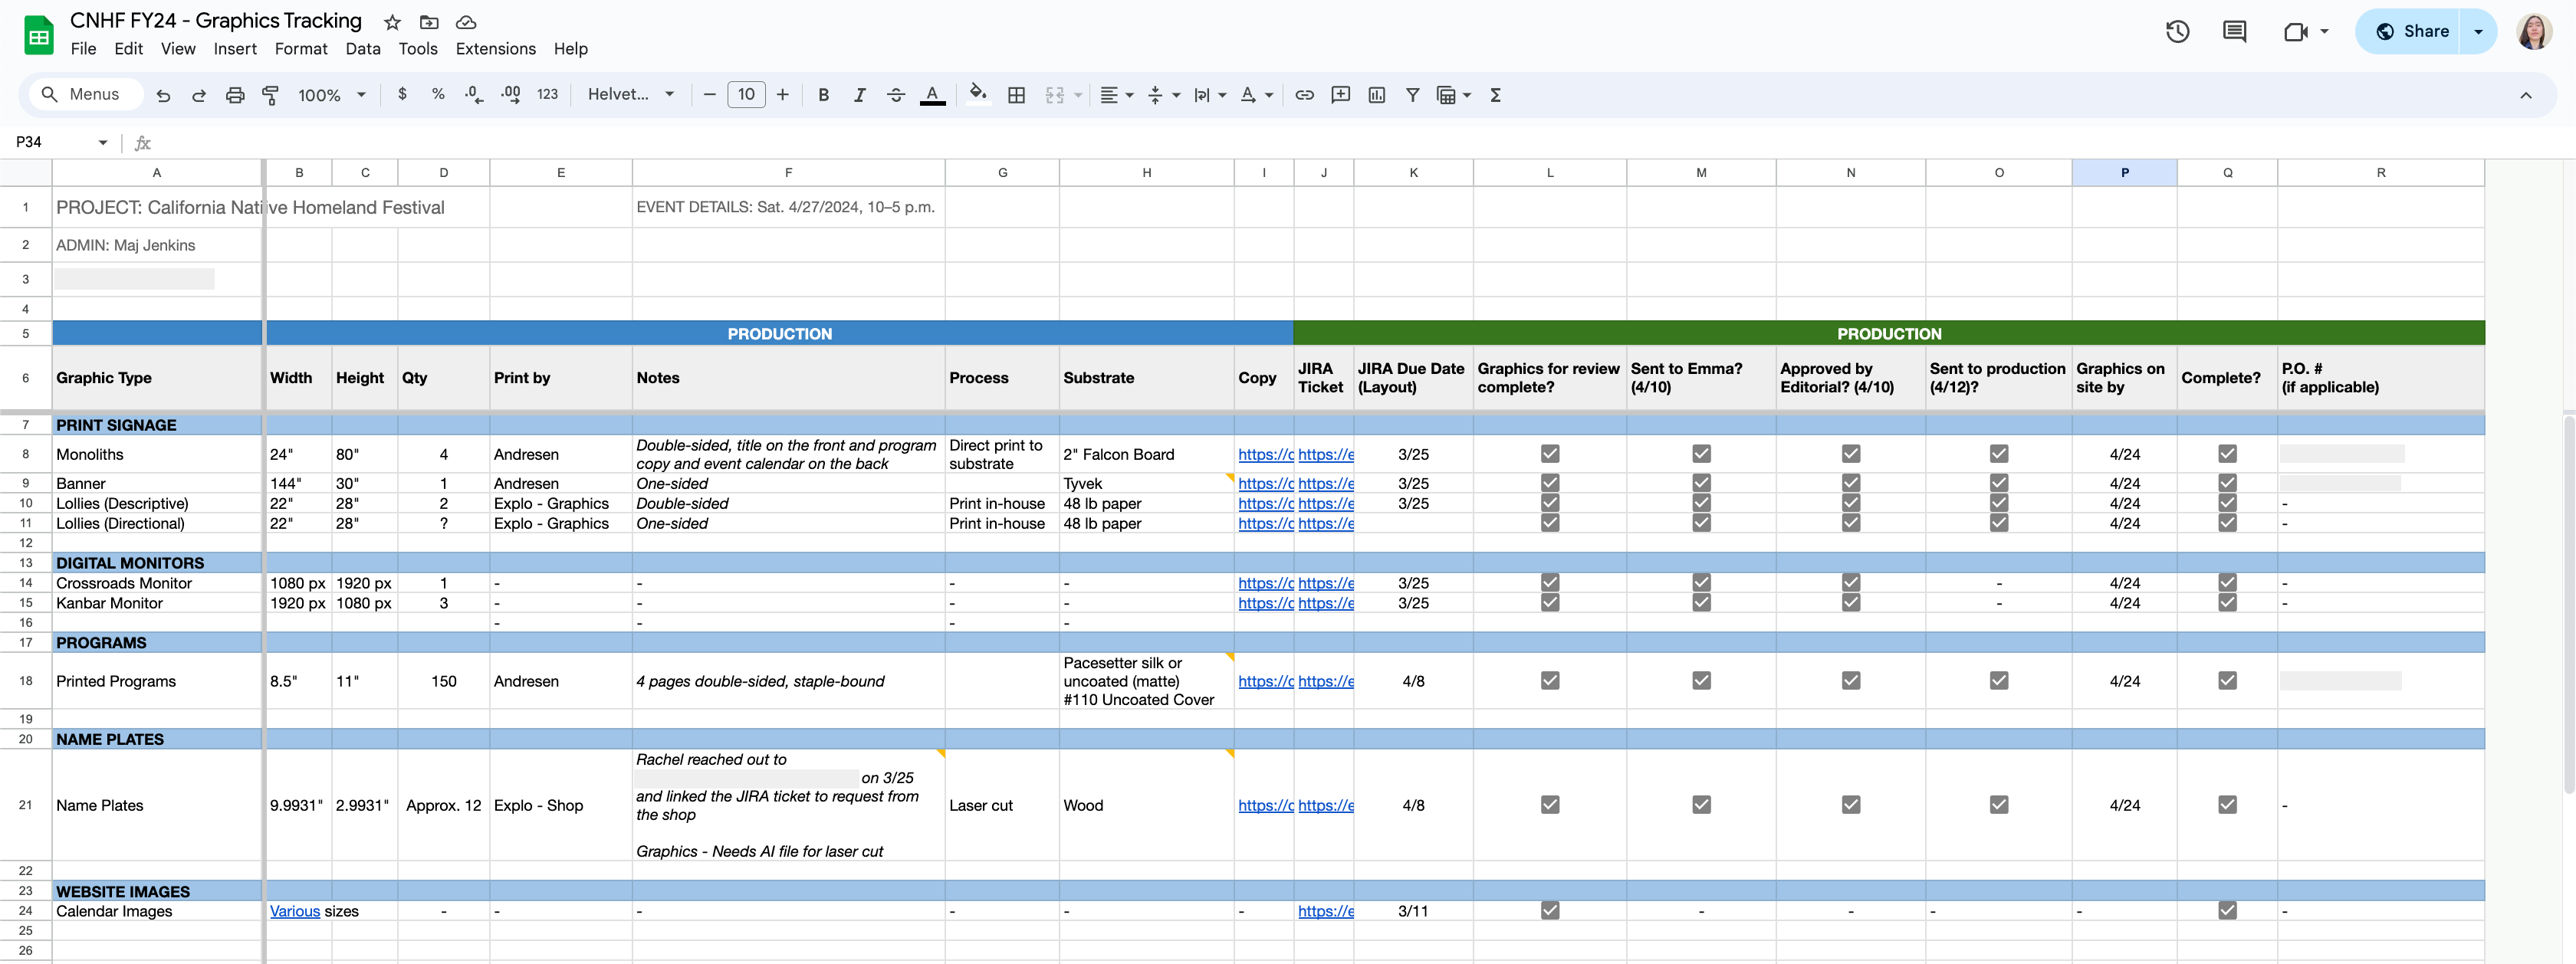 CNHF FY24 - Graphics Tracking
File Edit View Insert Format Data Tools Extensions Help
Share
Menus 100% $ % .0 .00 123 Helvet... 10 B I A
P34 fx
A B C D E F G H I J K L M N O P Q R
1 PROJECT: California Native Homeland Festival EVENT DETAILS: Sat. 4/27/2024, 10–5 p.m.
2 ADMIN: Maj Jenkins
3
4
5 PRODUCTION PRODUCTION
6 Graphic Type Width Height Qty Print by Notes Process Substrate Copy JIRA Ticket JIRA Due Date (Layout) Graphics for review complete? Sent to Emma? (4/10) Approved by Editorial? (4/10) Sent to production (4/12)? Graphics on site by Complete? P.O. # (if applicable)
7 PRINT SIGNAGE
8 Monoliths 24" 80" 4 Andresen Double-sided, title on the front and program copy and event calendar on the back Direct print to substrate 2" Falcon Board https://c https://e 3/25 4/24
9 Banner 144" 30" 1 Andresen One-sided Tyvek https://c https://e 3/25 4/24
10 Lollies (Descriptive) 22" 28" 2 Explo - Graphics Double-sided Print in-house 48 lb paper https://c https://e 3/25 4/24 -
11 Lollies (Directional) 22" 28" ? Explo - Graphics One-sided Print in-house 48 lb paper https://c https://e 4/24 -
12
13 DIGITAL MONITORS
14 Crossroads Monitor 1080 px 1920 px 1 - - - - https://c https://e 3/25 - 4/24 -
15 Kanbar Monitor 1920 px 1080 px 3 - - - - https://c https://e 3/25 - 4/24 -
16 - - - -
17 PROGRAMS
18 Printed Programs 8.5" 11" 150 Andresen 4 pages double-sided, staple-bound Pacesetter silk or uncoated (matte) #110 Uncoated Cover https://c https://e 4/8 4/24
19
20 NAME PLATES
21 Name Plates 9.9931" 2.9931" Approx. 12 Explo - Shop Rachel reached out to on 3/25 and linked the JIRA ticket to request from the shop Graphics - Needs AI file for laser cut Laser cut Wood https://c https://e 4/8 4/24 -
22
23 WEBSITE IMAGES
24 Calendar Images Various sizes - - - - - - https://e 3/11 - - - - -
25
26